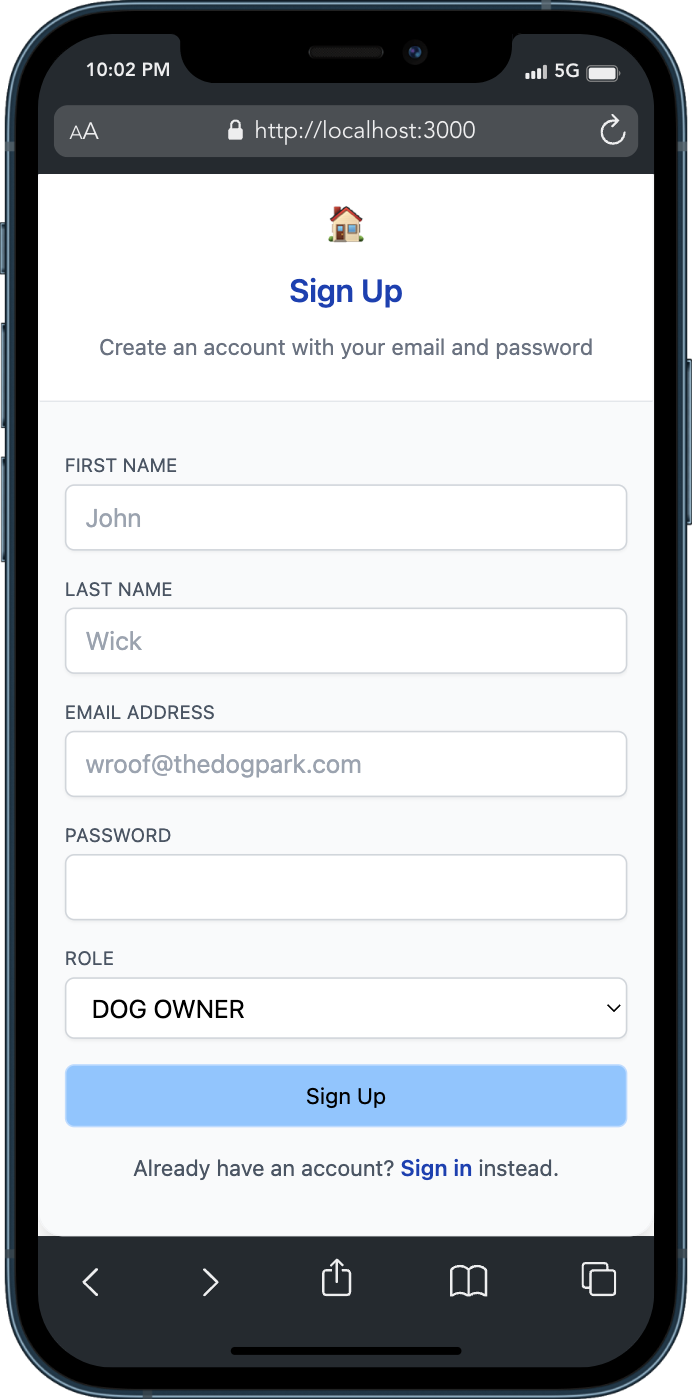 10:02 PM
5G
AA
http://localhost:3000
Sign Up
Create an account with your email and password
FIRST NAME
John
LAST NAME
Wick
EMAIL ADDRESS
wroof@thedogpark.com
PASSWORD
ROLE
DOG OWNER
Sign Up
Already have an account? Sign in instead.